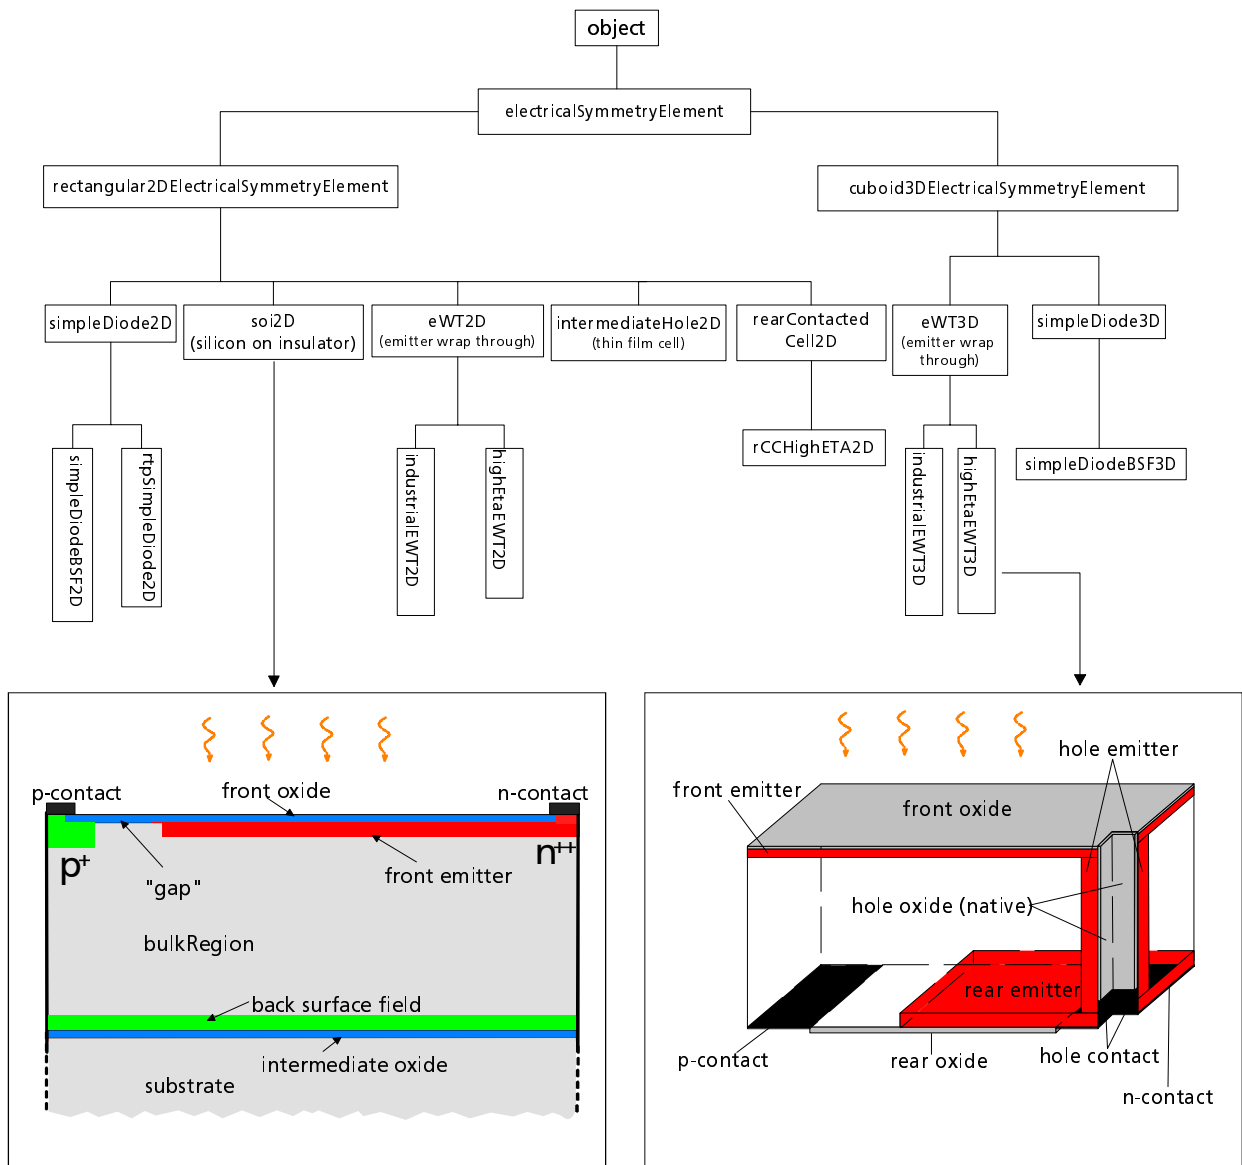 object
electricalSymmetryElement
rectangular2DElectricalSymmetryElement
cuboid3DElectricalSymmetryElement
simpleDiode2D
soi2D
(silicon on insulator)
eWT2D
(emitter wrap through)
intermediateHole2D
(thin film cell)
rearContacted
Cell2D
eWT3D
(emitter wrap
through)
simpleDiode3D
simpleDiodeBSF2D
rtpSimpleDiode2D
industrialEWT2D
highEtaEWT2D
rCCHighETA2D
industrialEWT3D
highEtaEWT3D
simpleDiodeBSF3D
p-contact
front oxide
n-contact
p+
n++
"gap"
front emitter
bulkRegion
back surface field
intermediate oxide
substrate
hole emitter
front emitter
front oxide
hole oxide (native)
rear emitter
p-contact
rear oxide
hole contact
n-contact